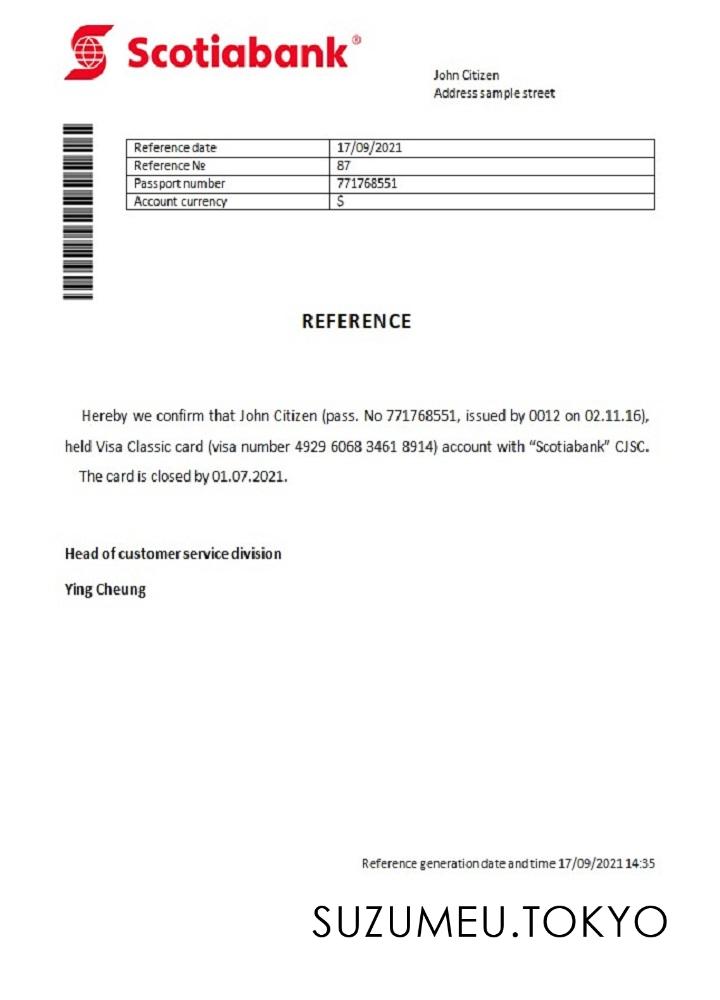 Scotiabank®
John Citizen
Address sample street
Reference date 17/09/2021
Reference № 87
Passport number 771768551
Account currency $
REFERENCE
Hereby we confirm that John Citizen (pass. No 771768551, issued by 0012 on 02.11.16),
held Visa Classic card (visa number 4929 6068 3461 8914) account with “Scotiabank” CJSC.
The card is closed by 01.07.2021.
Head of customer service division
Ying Cheung
Reference generation date and time 17/09/2021 14:35
SUZUMEU.TOKYO